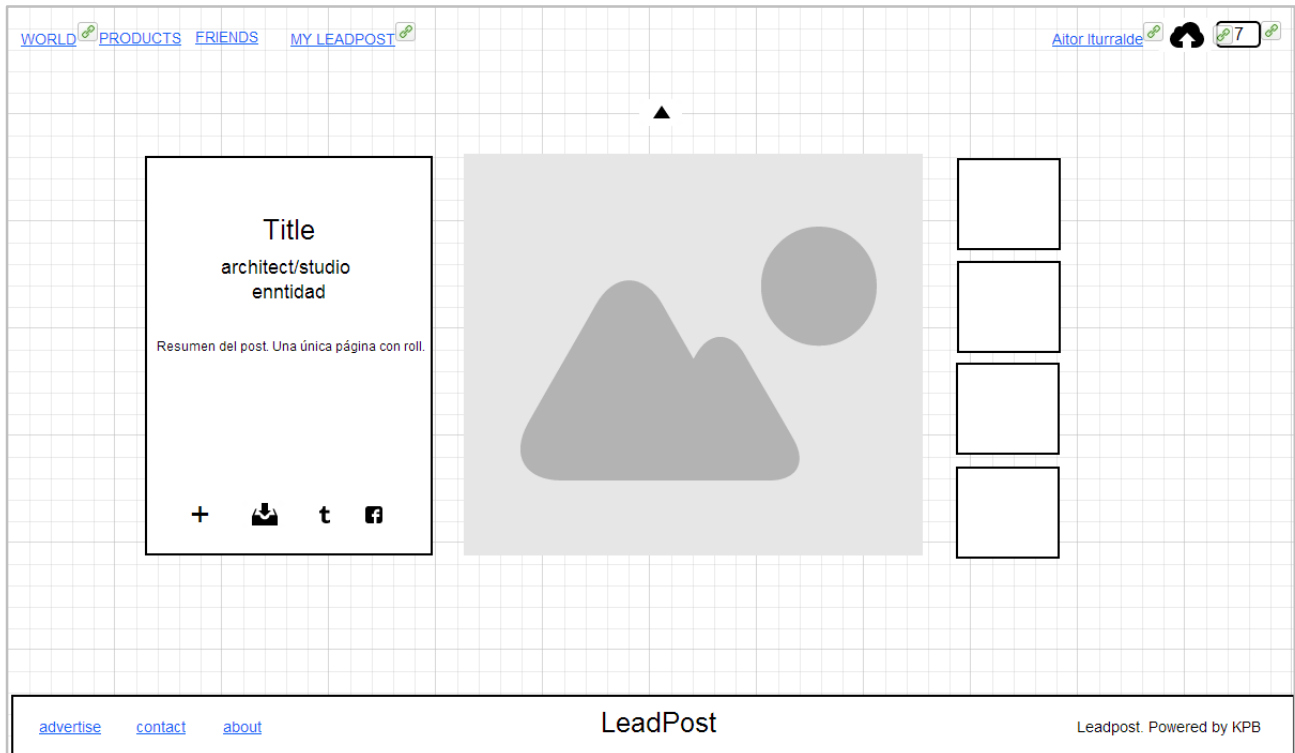 WORLD PRODUCTS FRIENDS MY LEADPOST Aitor Iturralde 7
Title
architect/studio
enntidad
Resumen del post. Una única página con roll.
advertise contact about LeadPost Leadpost. Powered by KPB